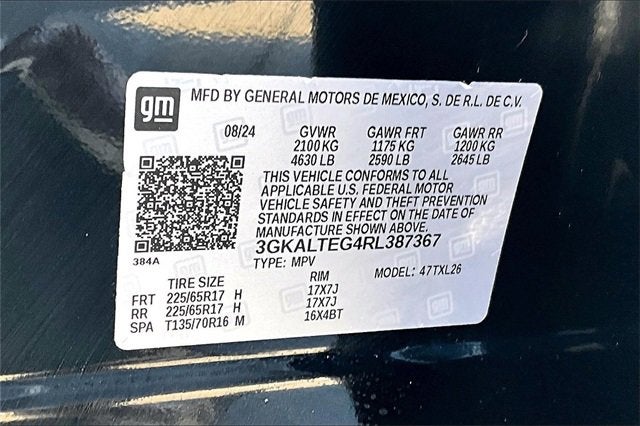 gm MFD BY GENERAL MOTORS DE MEXICO, S. DE R.L. DE C.V.
08/24 GVWR GAWR FRT GAWR RR
2100 KG 1175 KG 1200 KG
4630 LB 2590 LB 2645 LB
THIS VEHICLE CONFORMS TO ALL
APPLICABLE U.S. FEDERAL MOTOR
VEHICLE SAFETY AND THEFT PREVENTION
STANDARDS IN EFFECT ON THE DATE OF
MANUFACTURE SHOWN ABOVE.
3GKALTEG4RL387367
384A TYPE: MPV MODEL: 47TXL26
TIRE SIZE RIM
FRT 225/65R17 H 17X7J
RR 225/65R17 H 17X7J
SPA T135/70R16 M 16X4BT